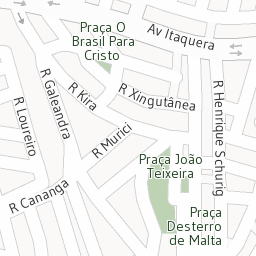 Praça O
Brasil Para
Cristo
Av Itaquera
R Xingutánea
R Kira
R Galeandra
R Loureiro
R Henrique Schurig
R Murici
Praça João
Teixeira
R Cananga
Praça
Desterro
de Malta